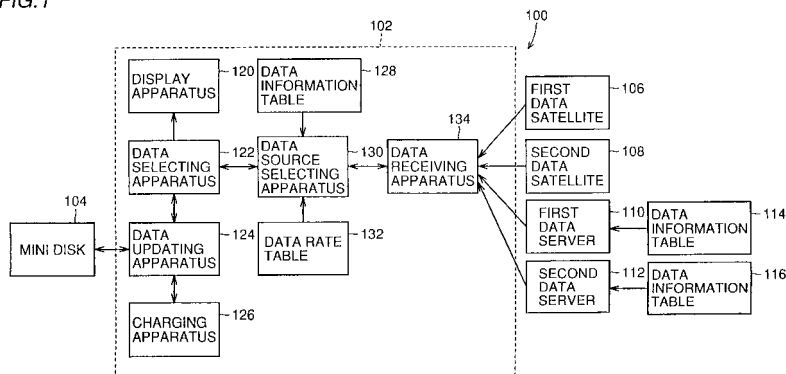 FIG.1
100
102
DISPLAY
APPARATUS
120
DATA
INFORMATION
TABLE
128
FIRST
DATA
SATELLITE
106
DATA
SELECTING
APPARATUS
122
DATA
SOURCE
SELECTING
APPARATUS
130
134
DATA
RECEIVING
APPARATUS
SECOND
DATA
SATELLITE
108
104
MINI DISK
DATA
UPDATING
APPARATUS
124
DATA RATE
TABLE
132
FIRST
DATA
SERVER
110
DATA
INFORMATION
TABLE
114
SECOND
DATA
SERVER
112
DATA
INFORMATION
TABLE
116
CHARGING
APPARATUS
126